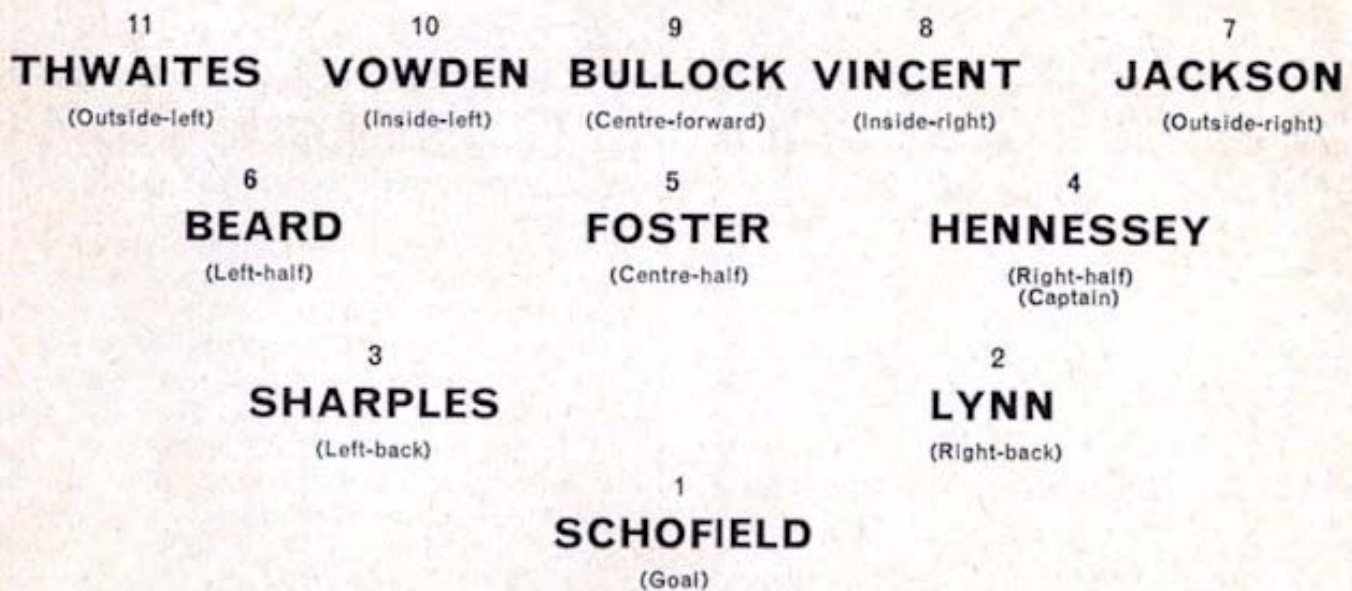 11 10 9 8 7
THWAITES VOWDEN BULLOCK VINCENT JACKSON
(Outside-left) (Inside-left) (Centre-forward) (Inside-right) (Outside-right)
6 5 4
BEARD FOSTER HENNESSEY
(Left-half) (Centre-half) (Right-half)
(Captain)
3 2
SHARPLES LYNN
(Left-back) (Right-back)
1
SCHOFIELD
(Goal)